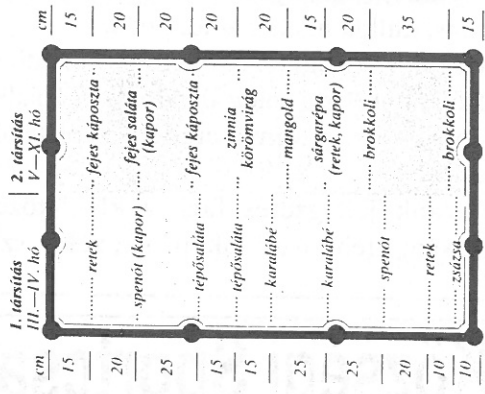 cm 1. társítás 2. társítás cm
III.—IV. hó V—XI. hó
15 15
retek fejes káposzta
20 20
spenót (kapor) fejes saláta
(kapor)
25 20
tépősaláta fejes káposzta
15 20
tépősaláta zinnia
körömvirág
15 20
karalábé
mangold
25 15
karalábé sárgarépa
(retek, kapor)
25 20
brokkoli
spenót
20 35
retek
10
zsázsa brokkoli
10 15